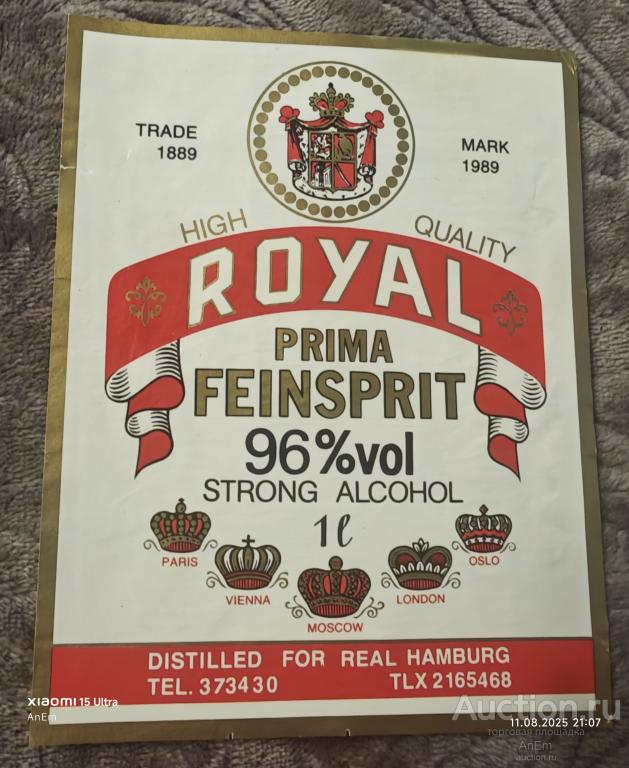 TRADE
1889
MARK
1989
HIGH QUALITY
ROYAL
PRIMA
FEINSPRIT
96%vol
STRONG ALCOHOL
1ℓ
PARIS
VIENNA
MOSCOW
LONDON
OSLO
DISTILLED FOR REAL HAMBURG
TEL. 373430 TLX 2165468
xiaomi 15 Ultra
AnEm
Auction.ru
11.08.2025 21:07
торговая площадка
AnEm
auction.ru